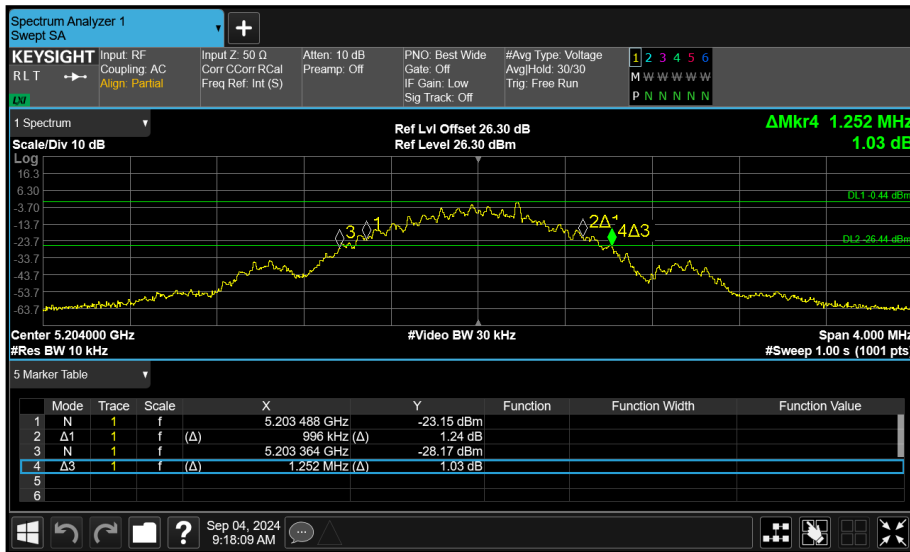 Spectrum Analyzer 1
Swept SA
+
KEYSIGHT Input: RF Input Z: 50 Ω Atten: 10 dB PNO: Best Wide #Avg Type: Voltage 1 2 3 4 5 6
RLT Coupling: AC Corr CCorr RCal Preamp: Off Gate: Off Avg|Hold: 30/30 M W W W W W
Align: Partial Freq Ref: Int (S) IF Gain: Low Trig: Free Run
LXI Sig Track: Off P N N N N N
1 Spectrum Ref Lvl Offset 26.30 dB ΔMkr4 1.252 MHz
Scale/Div 10 dB Ref Level 26.30 dBm 1.03 dB
Log
16.3
6.30 DL1 -0.44 dBm
-3.70
-13.7 1 2Δ1
-23.7 3 4Δ3 DL2 -26.44 dBm
-33.7
-43.7
-53.7
-63.7
Center 5.204000 GHz #Video BW 30 kHz Span 4.000 MHz
#Res BW 10 kHz #Sweep 1.00 s (1001 pts)
5 Marker Table
Mode Trace Scale X Y Function Function Width Function Value
1 N 1 f 5.203 488 GHz -23.15 dBm
2 Δ1 1 f (Δ) 996 kHz (Δ) 1.24 dB
3 N 1 f 5.203 364 GHz -28.17 dBm
4 Δ3 1 f (Δ) 1.252 MHz (Δ) 1.03 dB
5
6
? Sep 04, 2024
9:18:09 AM